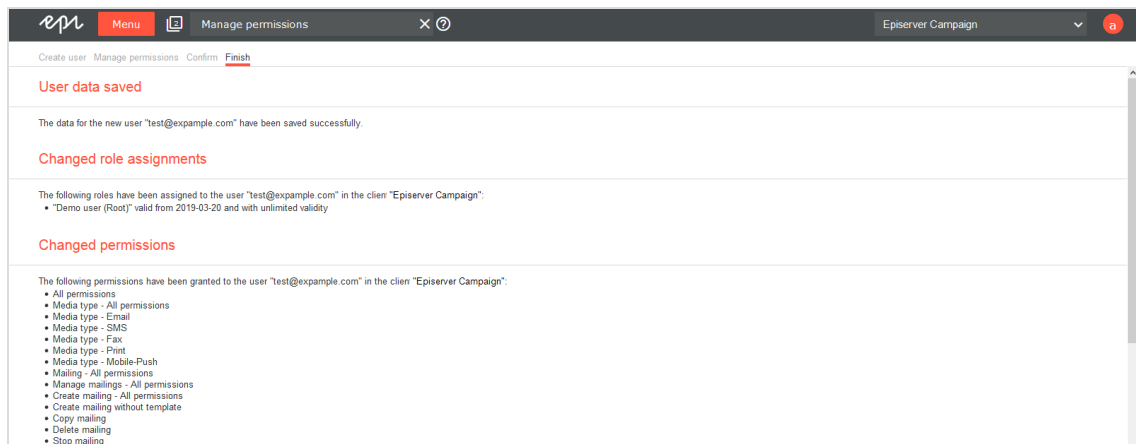 epi Menu 2 Manage permissions Episerver Campaign a
Create user Manage permissions Confirm Finish
User data saved
The data for the new user "test@expample.com" have been saved successfully.
Changed role assignments
The following roles have been assigned to the user "test@expample.com" in the clien "Episerver Campaign":
• "Demo user (Root)" valid from 2019-03-20 and with unlimited validity
Changed permissions
The following permissions have been granted to the user "test@expample.com" in the clien "Episerver Campaign":
• All permissions
• Media type - All permissions
• Media type - Email
• Media type - SMS
• Media type - Fax
• Media type - Print
• Media type - Mobile-Push
• Mailing - All permissions
• Manage mailings - All permissions
• Create mailing - All permissions
• Create mailing without template
• Copy mailing
• Delete mailing
• Stop mailing